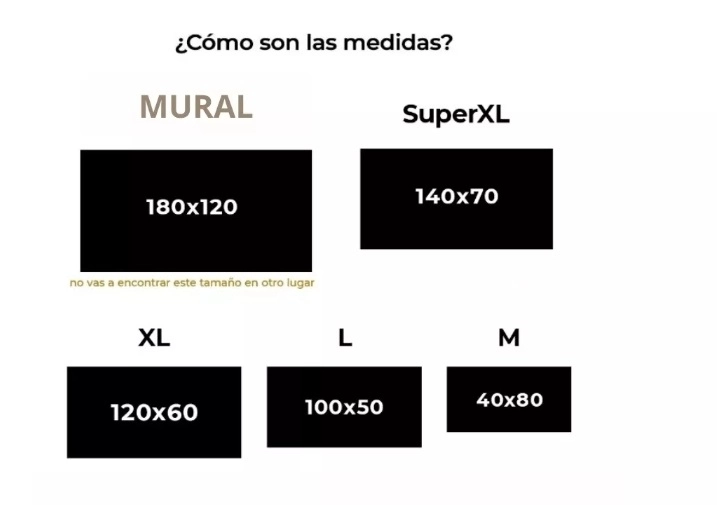 ¿Cómo son las medidas?
MURAL
SuperXL
180x120
140x70
no vas a encontrar este tamaño en otro lugar
XL
L
M
120x60
100x50
40x80